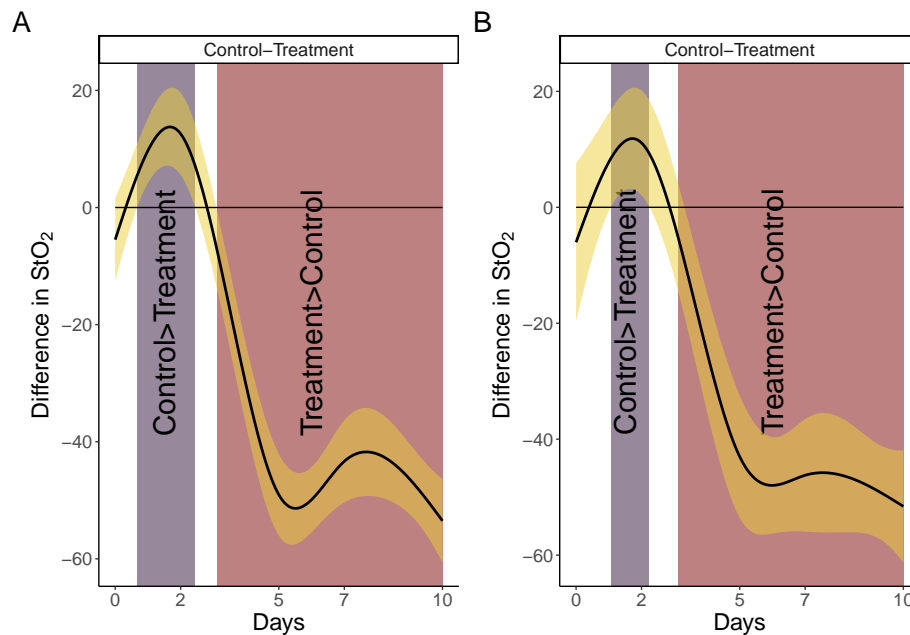 A
Control−Treatment
Difference in StO2
20
0
−20
−40
−60
Control>Treatment
Treatment>Control
0
2
5
7
10
Days
B
Control−Treatment
Difference in StO2
20
0
−20
−40
−60
Control>Treatment
Treatment>Control
0
2
5
7
10
Days